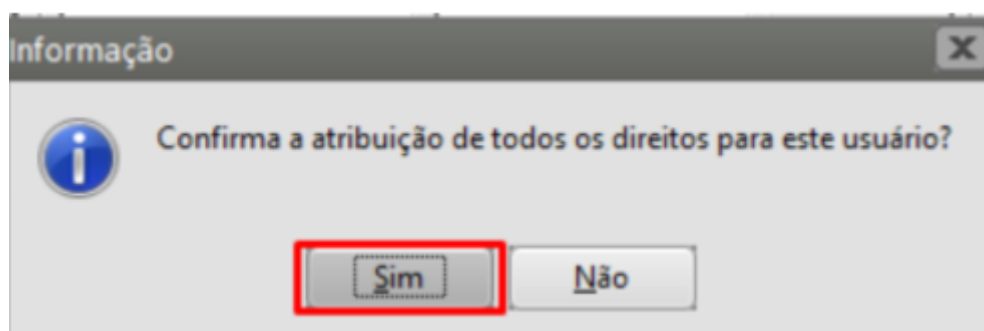 Informação
Confirma a atribuição de todos os direitos para este usuário?
Sim
Não